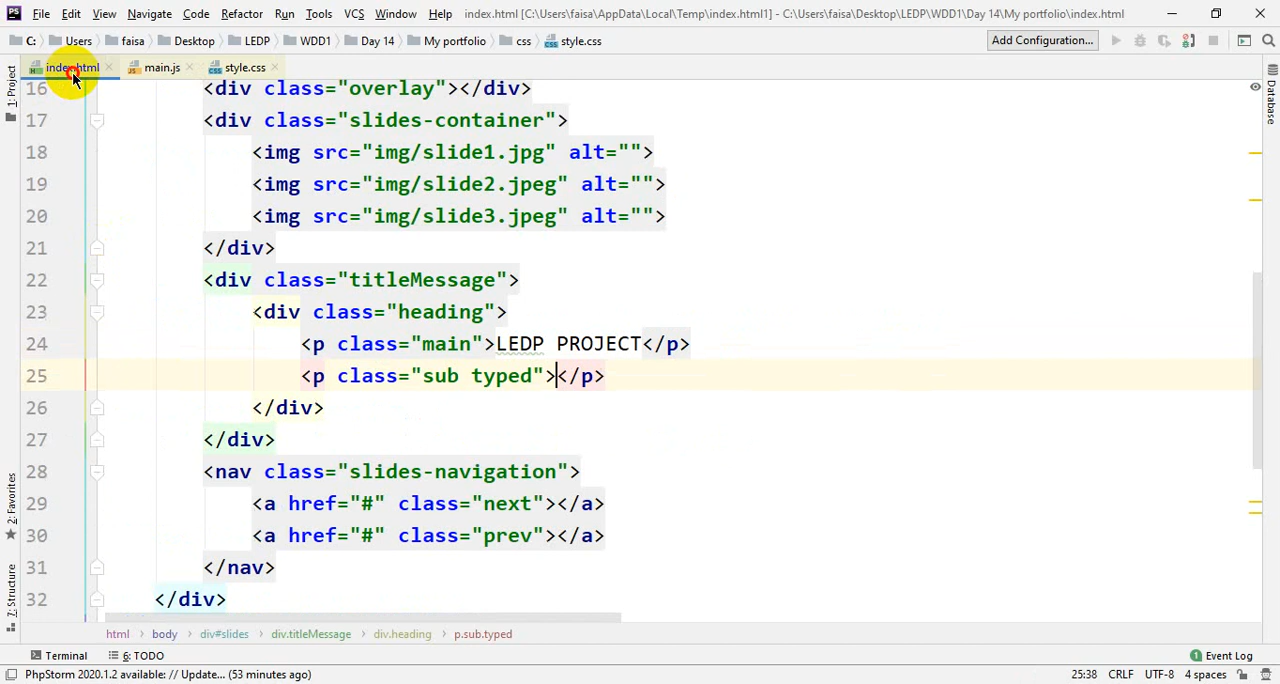 File Edit View Navigate Code Refactor Run Tools VCS Window Help index.html [C:\Users\faisa\AppData\Local\Temp\html1] - C:\Users\faisa\Desktop\LEDP\WDD1\Day 14\My portfolio\index.html
C: Users faisa Desktop LEDP WDD1 Day 14 My portfolio css style.css Add Configuration...
index.html main.js style.css
1: Project
Database
16 <div class="overlay"></div>
17 <div class="slides-container">
18 <img src="img/slide1.jpg" alt="">
19 <img src="img/slide2.jpeg" alt="">
20 <img src="img/slide3.jpeg" alt="">
21 </div>
22 <div class="titleMessage">
23 <div class="heading">
24 <p class="main">LEDP PROJECT</p>
25 <p class="sub typed"></p>
26 </div>
27 </div>
28 <nav class="slides-navigation">
29 <a href="#" class="next"></a>
30 <a href="#" class="prev"></a>
31 </nav>
32 </div>
2: Favorites
7: Structure
html body div#slides div.titleMessage div.heading p.sub.typed
Terminal 6: TODO 1 Event Log
PhpStorm 2020.1.2 available: // Update... (53 minutes ago) 25:38 CRLF UTF-8 4 spaces